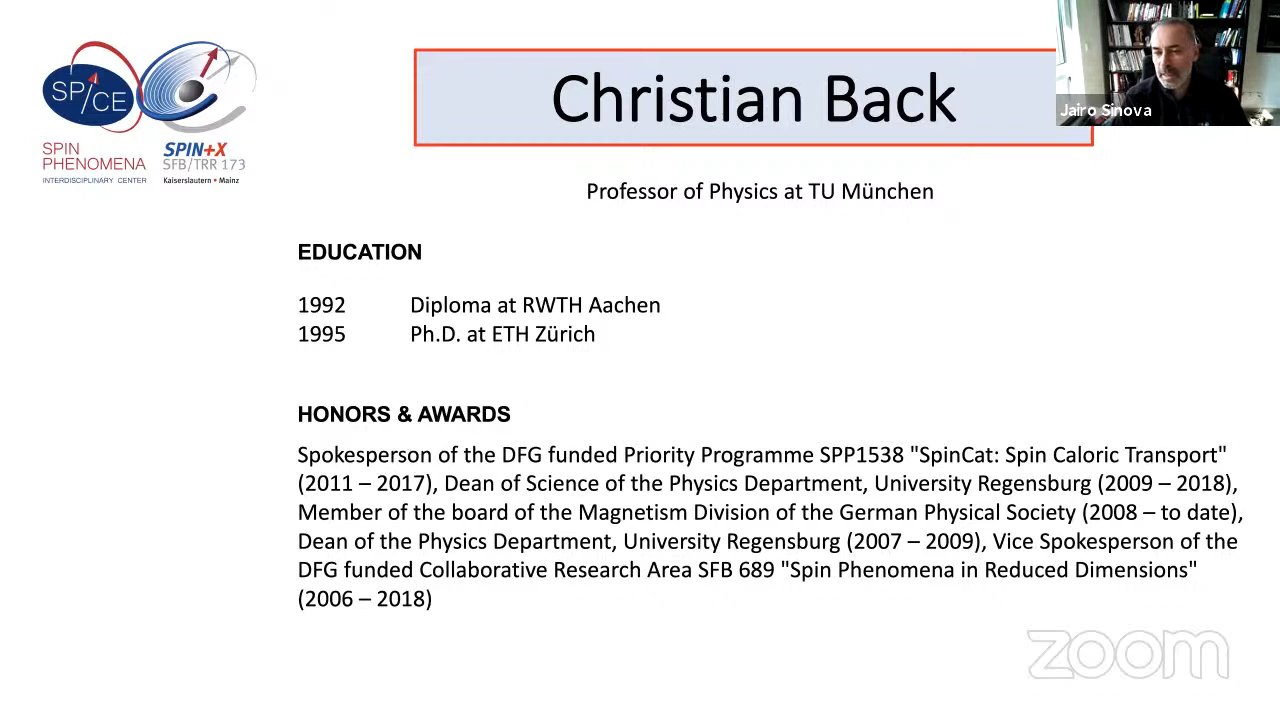 SPICE
SPIN
PHENOMENA
INTERDISCIPLINARY CENTER
SPIN+X
SFB/TRR 173
Kaiserslautern • Mainz
Christian Back
Jairo Sinova
Professor of Physics at TU München
EDUCATION
1992 Diploma at RWTH Aachen
1995 Ph.D. at ETH Zürich
HONORS & AWARDS
Spokesperson of the DFG funded Priority Programme SPP1538 "SpinCat: Spin Caloric Transport"
(2011 – 2017), Dean of Science of the Physics Department, University Regensburg (2009 – 2018),
Member of the board of the Magnetism Division of the German Physical Society (2008 – to date),
Dean of the Physics Department, University Regensburg (2007 – 2009), Vice Spokesperson of the
DFG funded Collaborative Research Area SFB 689 "Spin Phenomena in Reduced Dimensions"
(2006 – 2018)
zoom